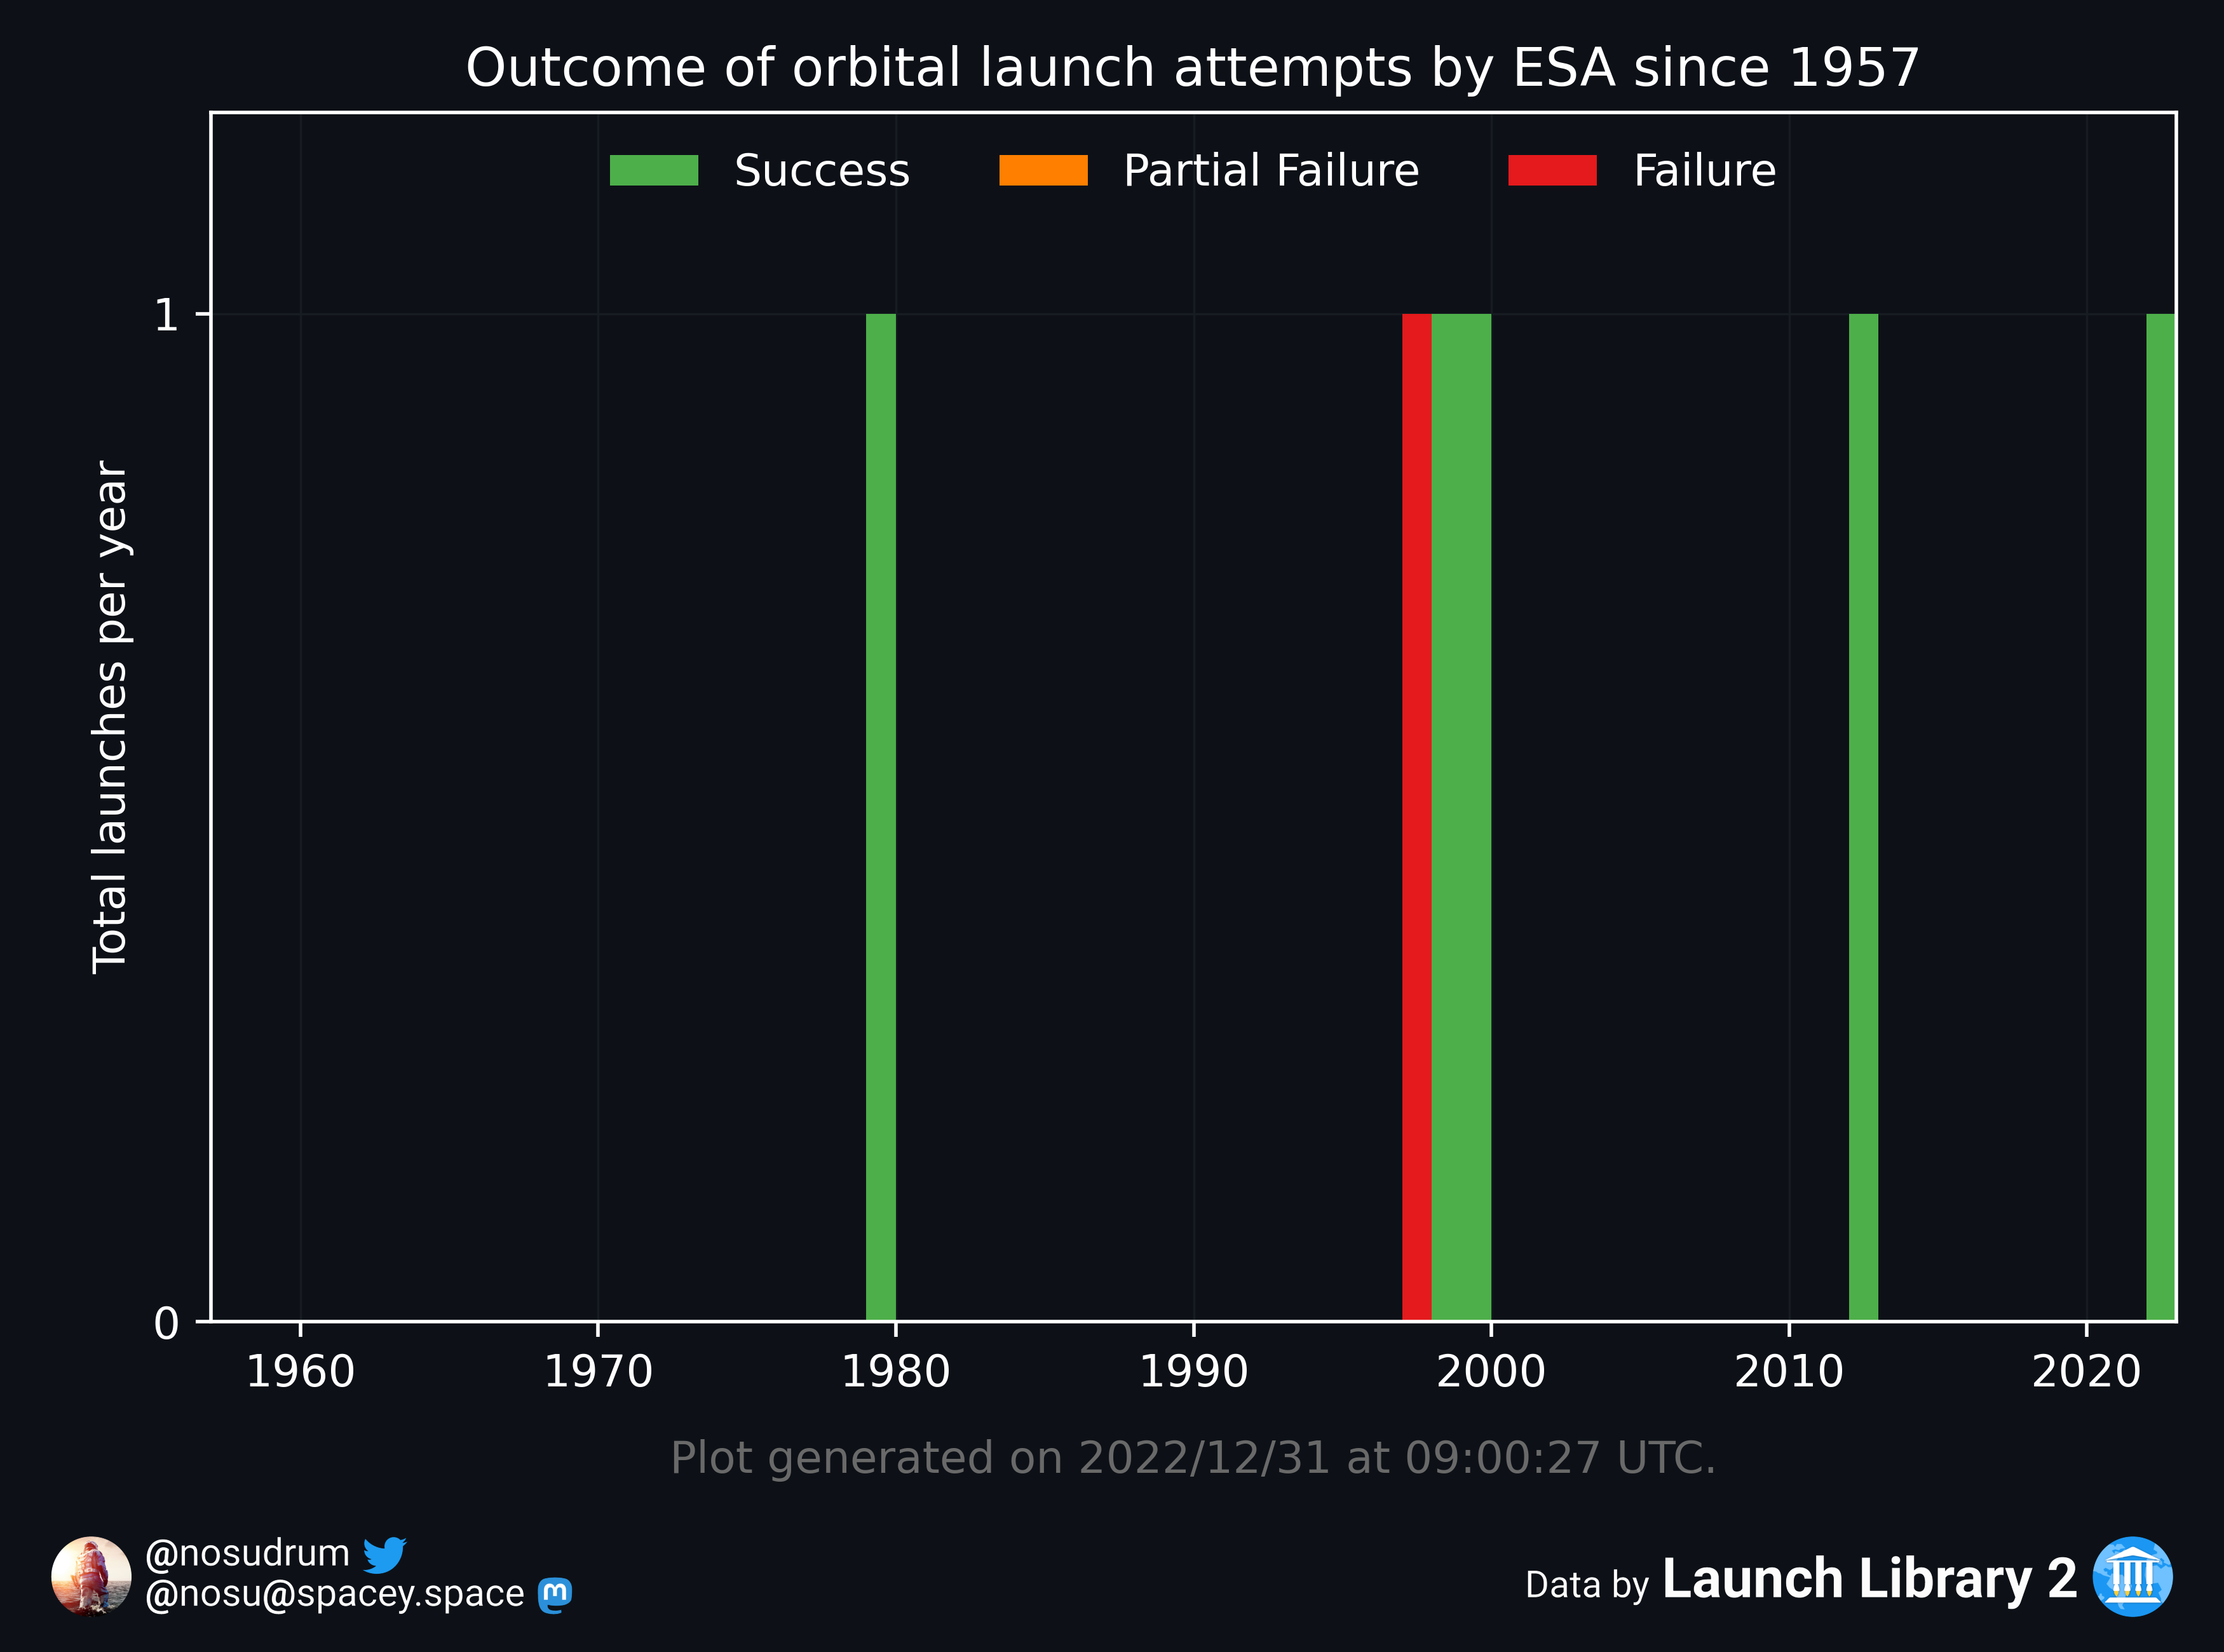 Outcome of orbital launch attempts by ESA since 1957
Success Partial Failure Failure
Total launches per year
1
0
1960 1970 1980 1990 2000 2010 2020
Plot generated on 2022/12/31 at 09:00:27 UTC.
@nosudrum
@nosu@spacey.space
Data by Launch Library 2